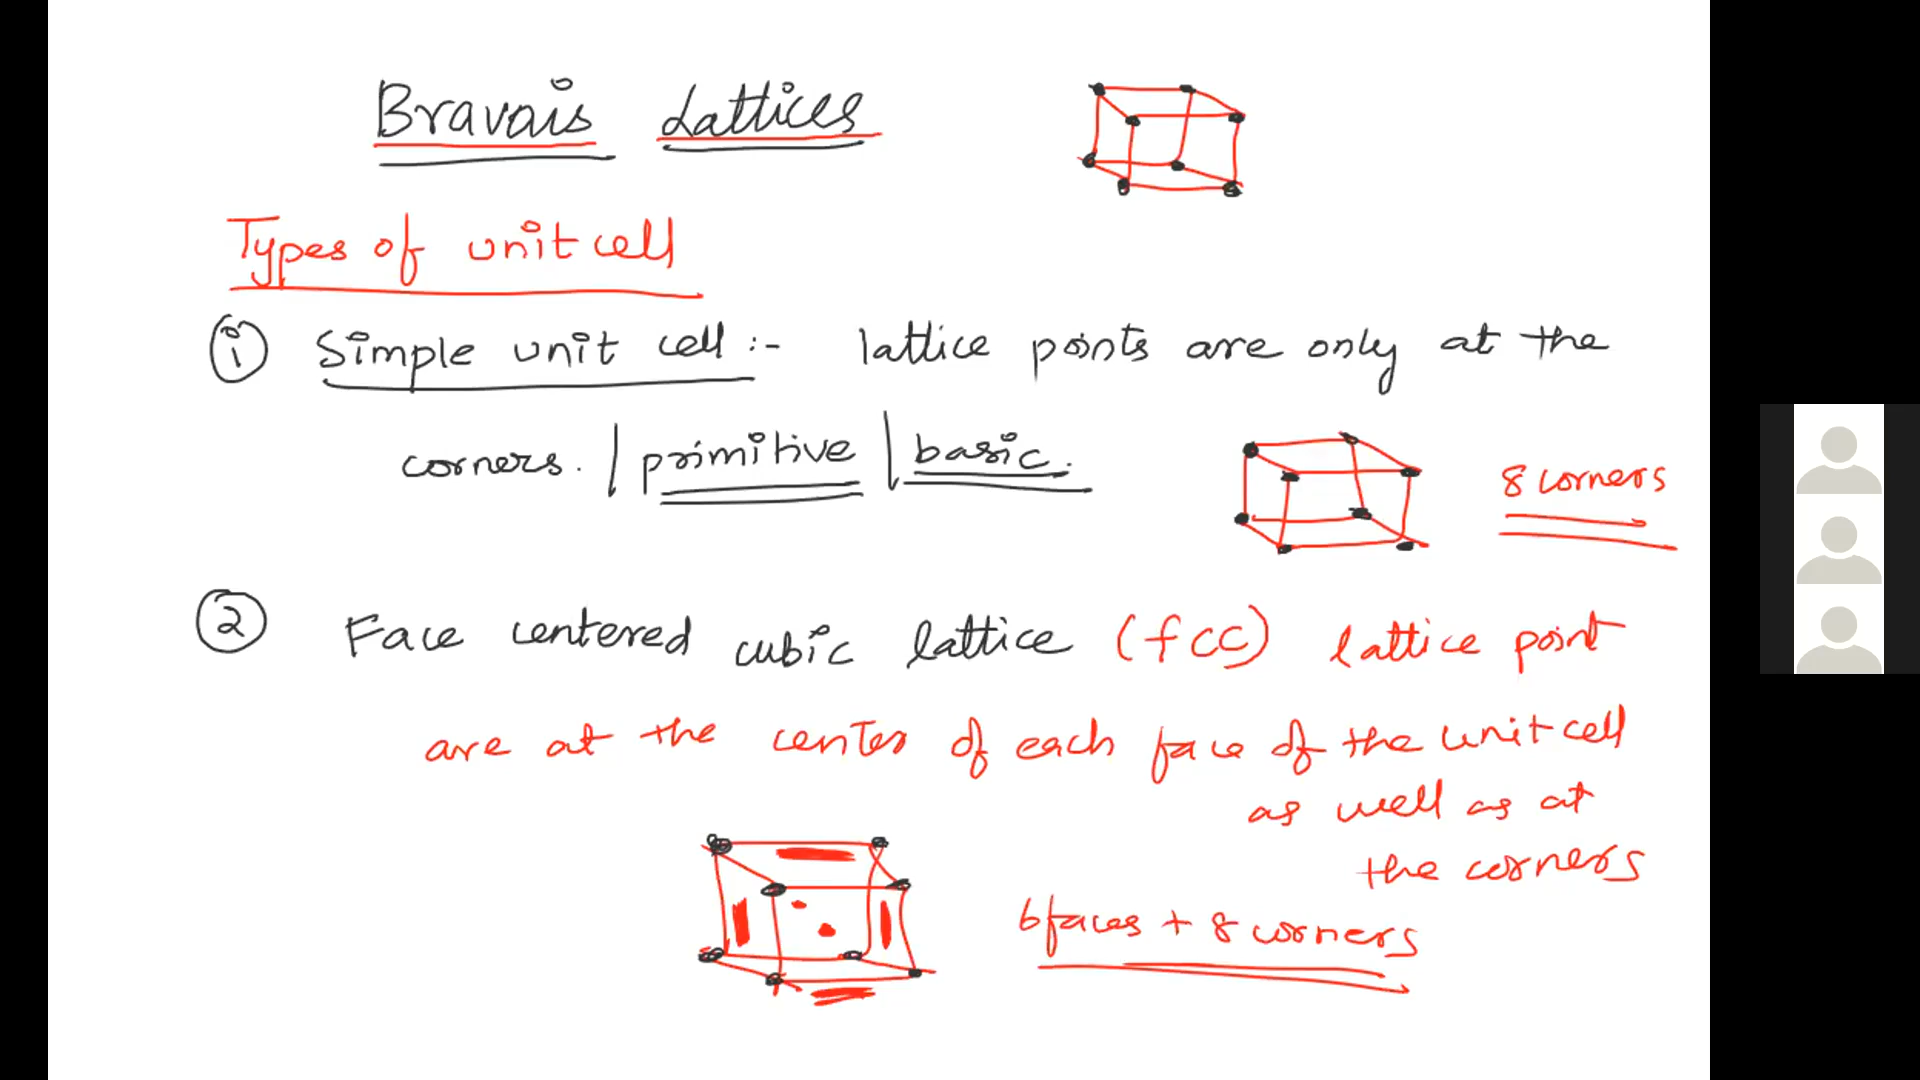 Bravais Lattices
Types of unit cell
① Simple unit cell :- lattice points are only at the
corners. / primitive / basic.
8 corners
② Face centered cubic lattice (fcc) lattice point
are at the center of each face of the unit cell
as well as at
the corners
6 faces + 8 corners